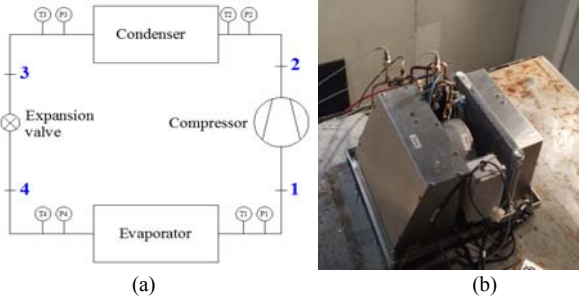 T3 P3
Condenser
T2 P2
3
2
Expansion
valve
Compressor
4
1
T4 P4
Evaporator
T1 P1
(a)
(b)